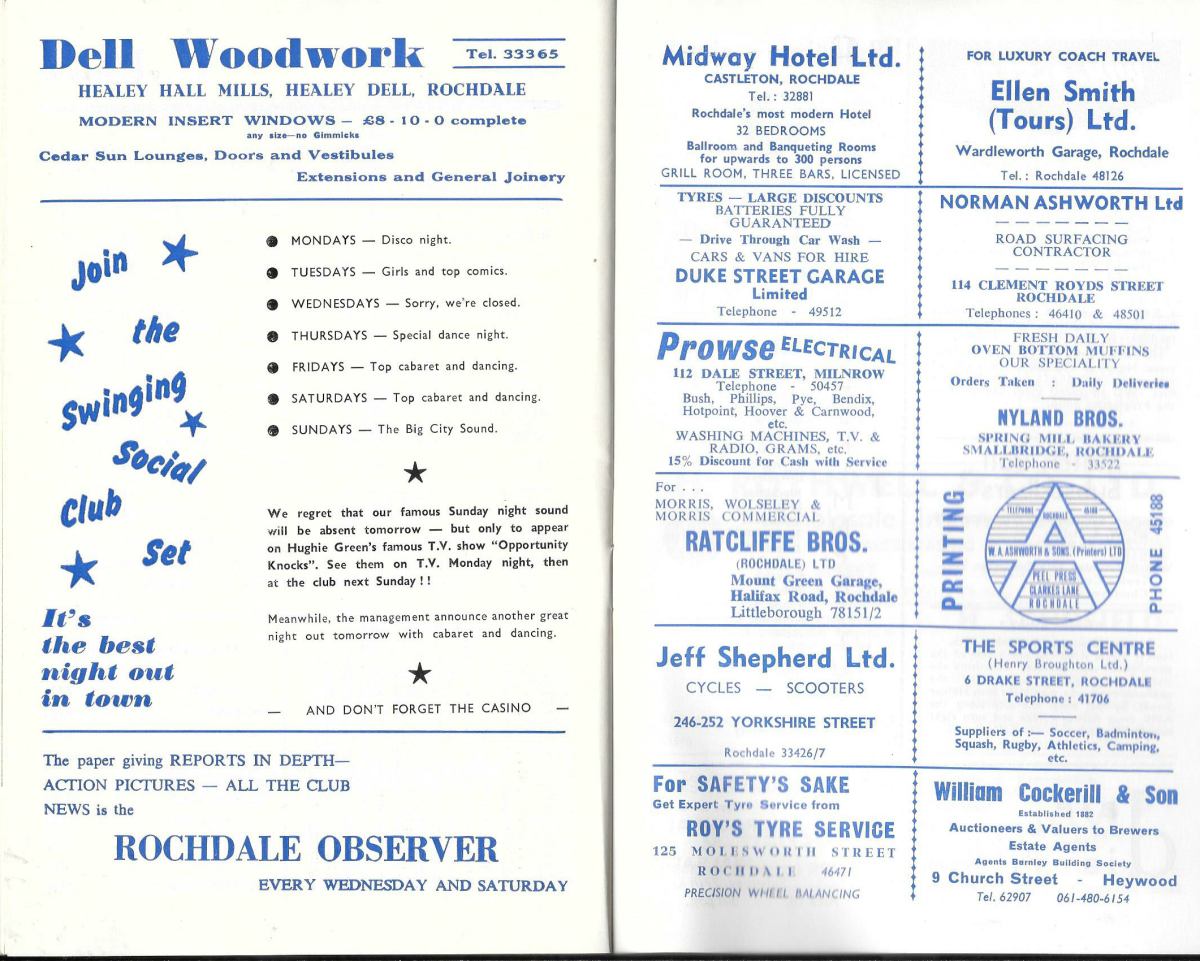 Dell Woodwork
Tel. 33365
HEALEY HALL MILLS, HEALEY DELL, ROCHDALE
MODERN INSERT WINDOWS — £8 - 10 - 0 complete
any size—no Gimmicks
Cedar Sun Lounges, Doors and Vestibules
Extensions and General Joinery
Join
the
Swinging
Social
Club
Set
It's
the best
night out
in town
MONDAYS — Disco night.
TUESDAYS — Girls and top comics.
WEDNESDAYS — Sorry, we're closed.
THURSDAYS — Special dance night.
FRIDAYS — Top cabaret and dancing.
SATURDAYS — Top cabaret and dancing.
SUNDAYS — The Big City Sound.
We regret that our famous Sunday night sound
will be absent tomorrow — but only to appear
on Hughie Green's famous T.V. show "Opportunity
Knocks". See them on T.V. Monday night, then
at the club next Sunday ! !
Meanwhile, the management announce another great
night out tomorrow with cabaret and dancing.
— AND DON'T FORGET THE CASINO —
The paper giving REPORTS IN DEPTH—
ACTION PICTURES — ALL THE CLUB
NEWS is the
ROCHDALE OBSERVER
EVERY WEDNESDAY AND SATURDAY
Midway Hotel Ltd.
CASTLETON, ROCHDALE
Tel. : 32881
Rochdale's most modern Hotel
32 BEDROOMS
Ballroom and Banqueting Rooms
for upwards to 300 persons
GRILL ROOM, THREE BARS, LICENSED
FOR LUXURY COACH TRAVEL
Ellen Smith
(Tours) Ltd.
Wardleworth Garage, Rochdale
Tel. : Rochdale 48126
TYRES — LARGE DISCOUNTS
BATTERIES FULLY
GUARANTEED
— Drive Through Car Wash —
CARS & VANS FOR HIRE
DUKE STREET GARAGE
Limited
Telephone - 49512
NORMAN ASHWORTH Ltd
ROAD SURFACING
CONTRACTOR
114 CLEMENT ROYDS STREET
ROCHDALE
Telephones : 46410 & 48501
Prowse ELECTRICAL
112 DALE STREET, MILNROW
Telephone - 50457
Bush, Phillips, Pye, Bendix,
Hotpoint, Hoover & Carnwood,
etc.
WASHING MACHINES, T.V. &
RADIO, GRAMS, etc.
15% Discount for Cash with Service
FRESH DAILY
OVEN BOTTOM MUFFINS
OUR SPECIALITY
Orders Taken : Daily Deliveries
NYLAND BROS.
SPRING MILL BAKERY
SMALLBRIDGE, ROCHDALE
Telephone - 33522
For . . .
MORRIS, WOLSELEY &
MORRIS COMMERCIAL
RATCLIFFE BROS.
(ROCHDALE) LTD
Mount Green Garage,
Halifax Road, Rochdale
Littleborough 78151/2
PRINTING
TELEPHONE ROCHDALE 45188
W. A. ASHWORTH & SONS. (Printers) LTD
PEEL PRESS
CLARKES LANE
ROCHDALE
PHONE 45188
Jeff Shepherd Ltd.
CYCLES — SCOOTERS
246-252 YORKSHIRE STREET
Rochdale 33426/7
THE SPORTS CENTRE
(Henry Broughton Ltd.)
6 DRAKE STREET, ROCHDALE
Telephone : 41706
Suppliers of :— Soccer, Badminton,
Squash, Rugby, Athletics, Camping,
etc.
For SAFETY'S SAKE
Get Expert Tyre Service from
ROY'S TYRE SERVICE
125 MOLESWORTH STREET
ROCHDALE 46471
PRECISION WHEEL BALANCING
William Cockerill & Son
Established 1882
Auctioneers & Valuers to Brewers
Estate Agents
Agents Burnley Building Society
9 Church Street - Heywood
Tel. 62907 061-480-6154